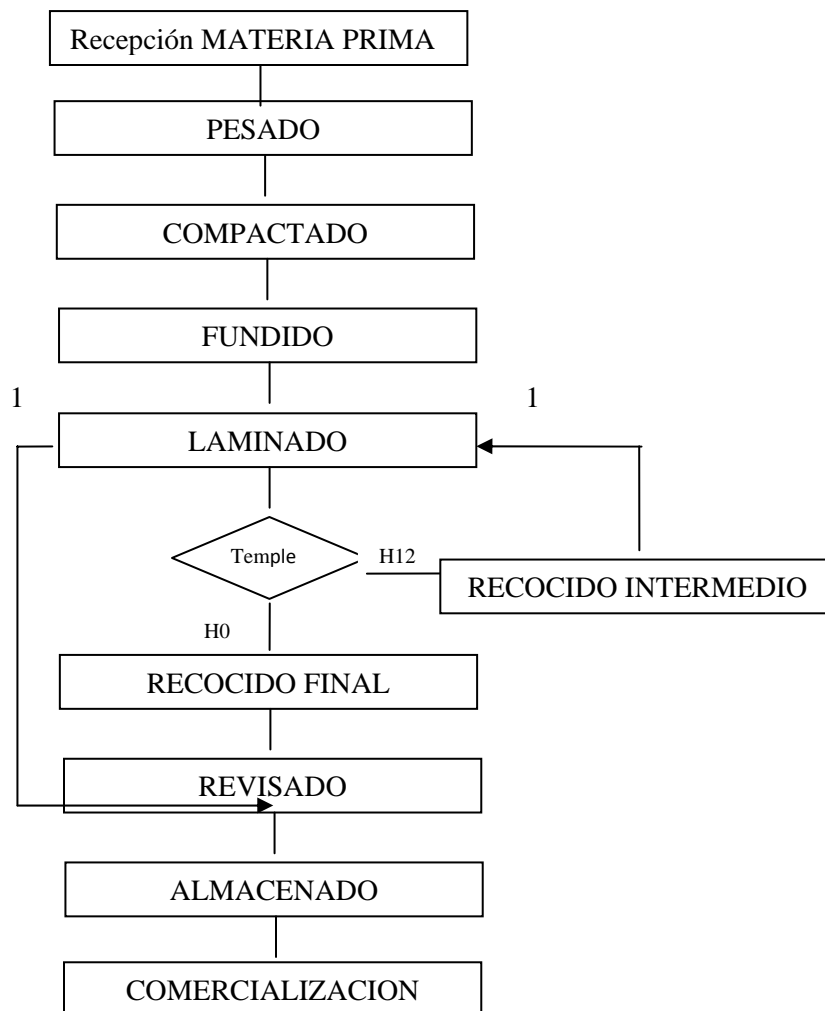 Recepción MATERIA PRIMA
PESADO
COMPACTADO
FUNDIDO
1
1
LAMINADO
Temple
H12
RECOCIDO INTERMEDIO
H0
RECOCIDO FINAL
REVISADO
ALMACENADO
COMERCIALIZACION